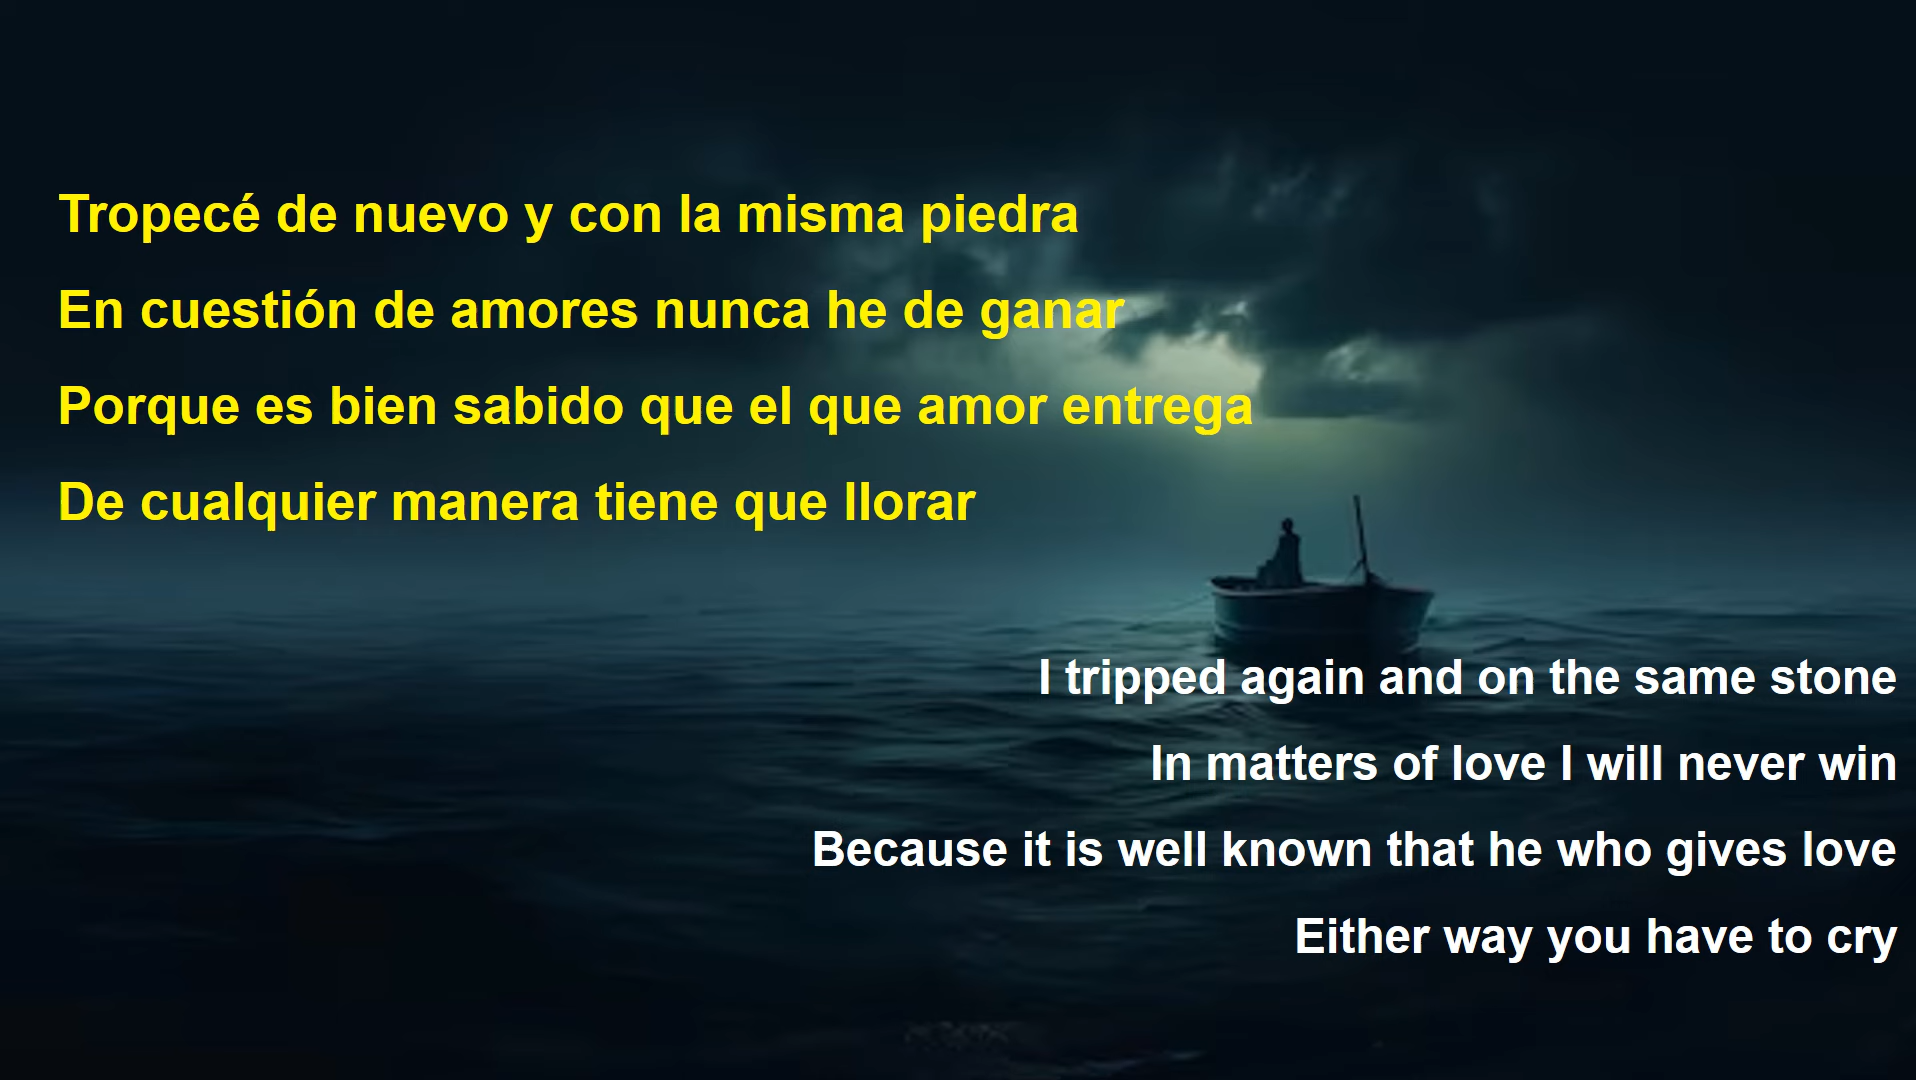 Tropecé de nuevo y con la misma piedra
En cuestión de amores nunca he de ganar
Porque es bien sabido que el que amor entrega
De cualquier manera tiene que llorar
I tripped again and on the same stone
In matters of love I will never win
Because it is well known that he who gives love
Either way you have to cry